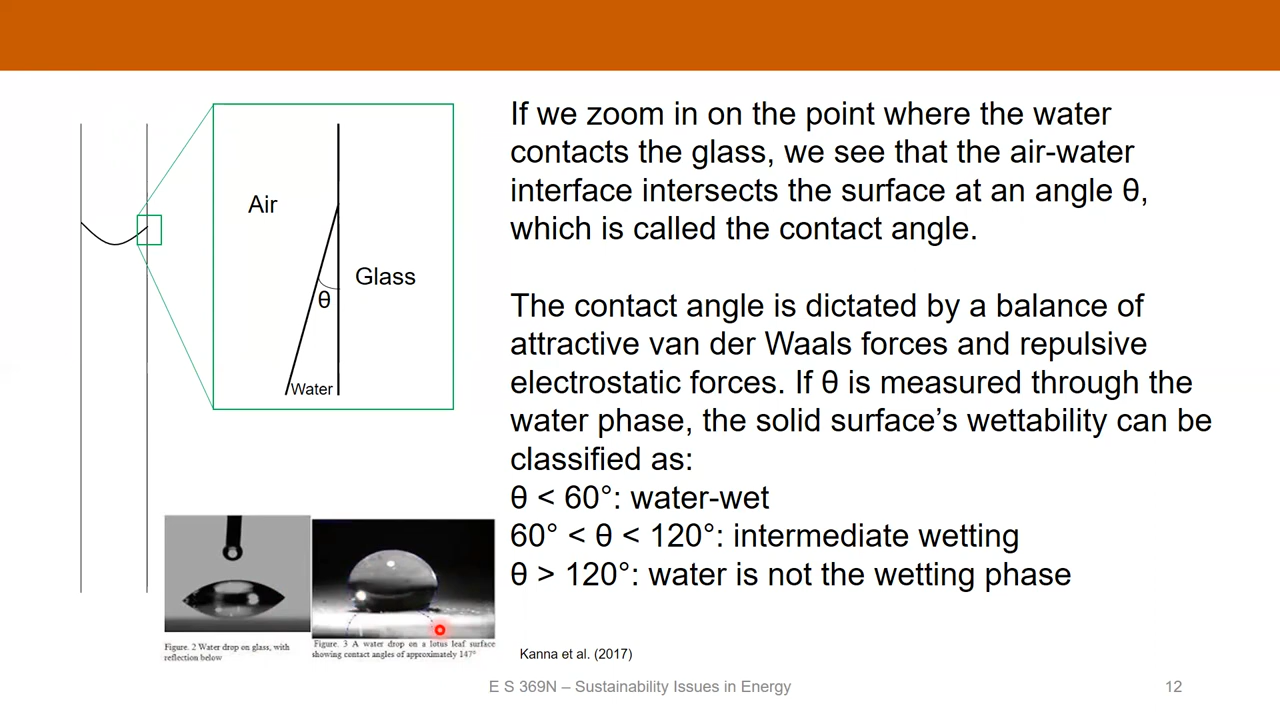 If we zoom in on the point where the water
contacts the glass, we see that the air-water
interface intersects the surface at an angle θ,
which is called the contact angle.
Air
Glass
θ
Water
The contact angle is dictated by a balance of
attractive van der Waals forces and repulsive
electrostatic forces. If θ is measured through the
water phase, the solid surface’s wettability can be
classified as:
θ < 60°: water-wet
60° < θ < 120°: intermediate wetting
θ > 120°: water is not the wetting phase
Figure. 2 Water drop on glass, with
reflection below
Figure. 3 A water drop on a lotus leaf surface
showing contact angles of approximately 147°
Kanna et al. (2017)
E S 369N – Sustainability Issues in Energy
12